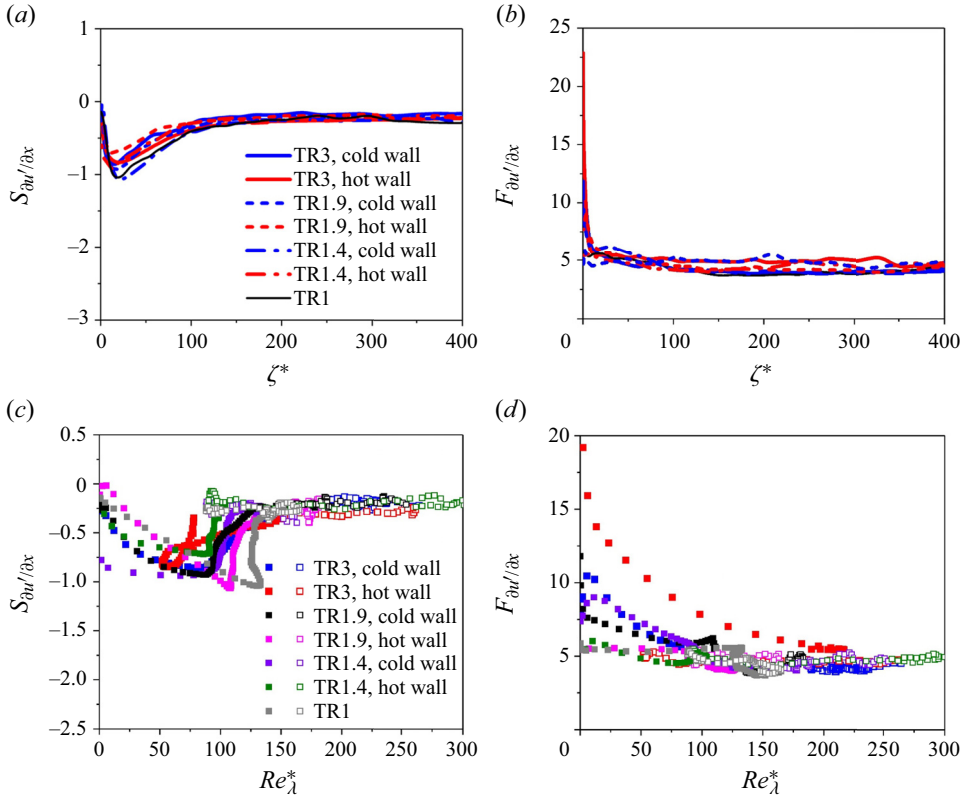 (a)
1
0
−1
−2
−3
S∂u′/∂x
0 100 200 300 400
ζ*
TR3, cold wall
TR3, hot wall
TR1.9, cold wall
TR1.9, hot wall
TR1.4, cold wall
TR1.4, hot wall
TR1
(b)
25
20
15
10
5
F∂u′/∂x
0 100 200 300 400
ζ*
(c)
0.5
0
−0.5
−1.0
−1.5
−2.0
−2.5
S∂u′/∂x
0 50 100 150 200 250 300
Re*λ
TR3, cold wall
TR3, hot wall
TR1.9, cold wall
TR1.9, hot wall
TR1.4, cold wall
TR1.4, hot wall
TR1
(d)
20
15
10
5
F∂u′/∂x
0 50 100 150 200 250 300
Re*λ